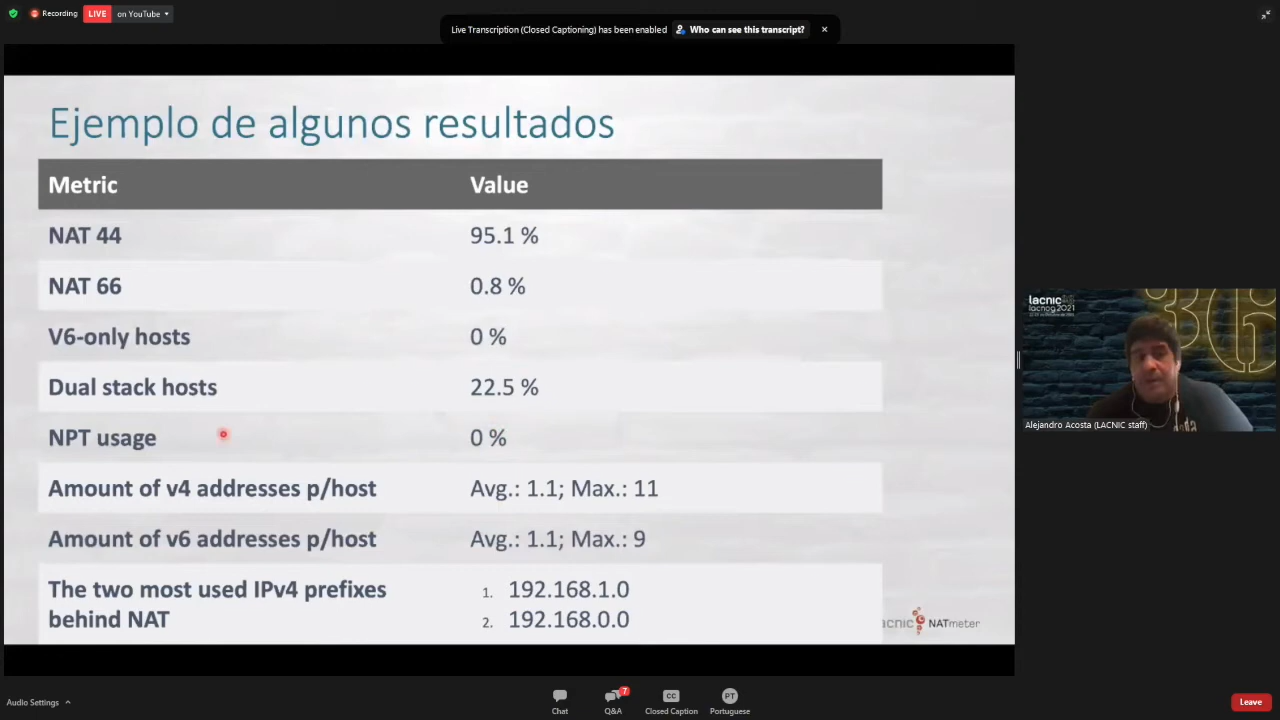 Recording LIVE on YouTube
Live Transcription (Closed Captioning) has been enabled Who can see this transcript?
Ejemplo de algunos resultados
Metric Value
NAT 44 95.1 %
NAT 66 0.8 %
V6-only hosts 0 %
Dual stack hosts 22.5 %
NPT usage 0 %
Amount of v4 addresses p/host Avg.: 1.1; Max.: 11
Amount of v6 addresses p/host Avg.: 1.1; Max.: 9
The two most used IPv4 prefixes 1. 192.168.1.0
behind NAT 2. 192.168.0.0
lacnic NATmeter
lacnic 36
lacnog2021
36
Alejandro Acosta (LACNIC staff)
Audio Settings
7
CC PT
Chat Q&A Closed Caption Portuguese
Leave